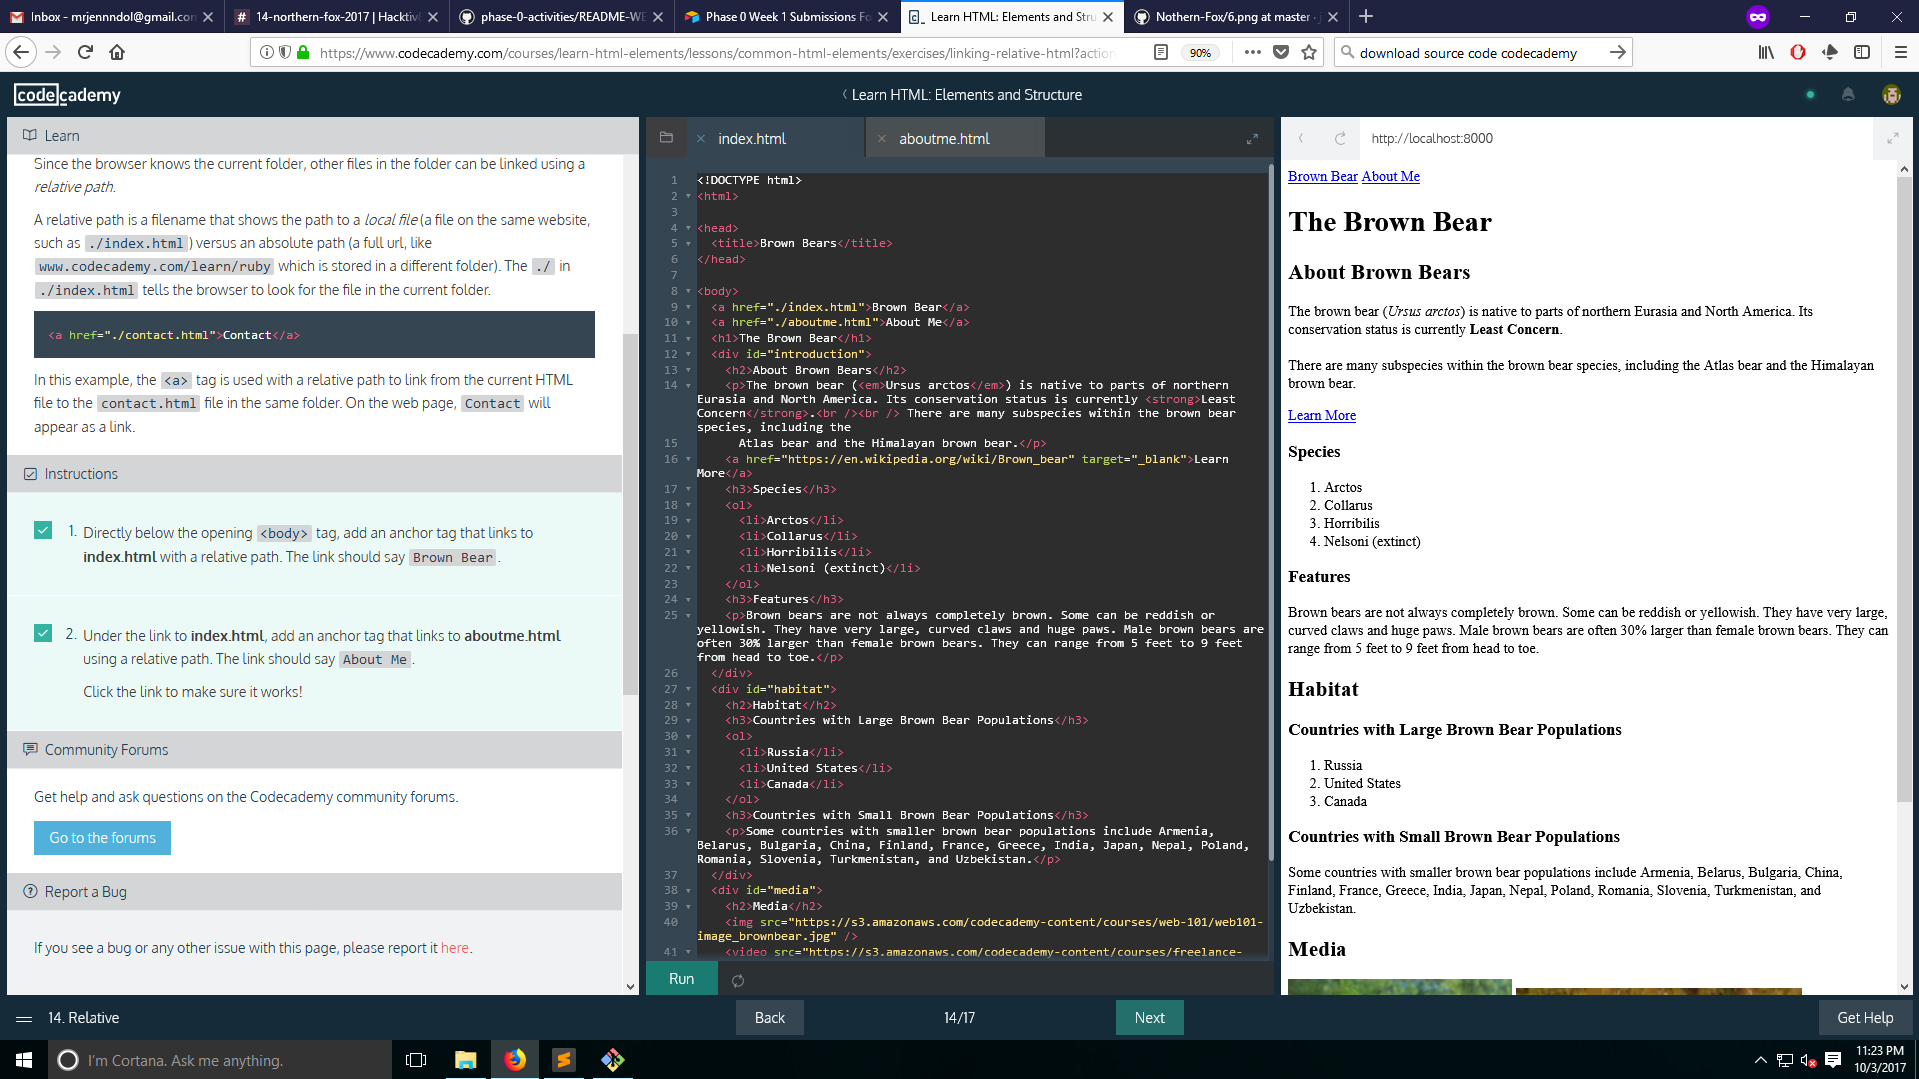 Inbox - mrjennndol@gmail.con
14-northern-fox-2017 | Hacktiv8
phase-0-activities/README-WE
Phase 0 Week 1 Submissions Fo
Learn HTML: Elements and Stru
Nothern-Fox/6.png at master · j
https://www.codecademy.com/courses/learn-html-elements/lessons/common-html-elements/exercises/linking-relative-html?action
90%
download source code codecademy
codecademy
Learn HTML: Elements and Structure
Learn
Since the browser knows the current folder, other files in the folder can be linked using a
relative path.
A relative path is a filename that shows the path to a local file (a file on the same website,
such as ./index.html ) versus an absolute path (a full url, like
www.codecademy.com/learn/ruby which is stored in a different folder). The ./ in
./index.html tells the browser to look for the file in the current folder.
<a href="./contact.html">Contact</a>
In this example, the <a> tag is used with a relative path to link from the current HTML
file to the contact.html file in the same folder. On the web page, Contact will
appear as a link.
Instructions
1. Directly below the opening <body> tag, add an anchor tag that links to
index.html with a relative path. The link should say Brown Bear .
2. Under the link to index.html, add an anchor tag that links to aboutme.html
using a relative path. The link should say About Me .
Click the link to make sure it works!
Community Forums
Get help and ask questions on the Codecademy community forums.
Go to the forums
Report a Bug
If you see a bug or any other issue with this page, please report it here.
index.html
aboutme.html
1 <!DOCTYPE html>
2 <html>
3
4 <head>
5 <title>Brown Bears</title>
6 </head>
7
8 <body>
9 <a href="./index.html">Brown Bear</a>
10 <a href="./aboutme.html">About Me</a>
11 <h1>The Brown Bear</h1>
12 <div id="introduction">
13 <h2>About Brown Bears</h2>
14 <p>The brown bear (<em>Ursus arctos</em>) is native to parts of northern
Eurasia and North America. Its conservation status is currently <strong>Least
Concern</strong>.<br /><br /> There are many subspecies within the brown bear
species, including the
15 Atlas bear and the Himalayan brown bear.</p>
16 <a href="https://en.wikipedia.org/wiki/Brown_bear" target="_blank">Learn
More</a>
17 <h3>Species</h3>
18 <ol>
19 <li>Arctos</li>
20 <li>Collarus</li>
21 <li>Horribilis</li>
22 <li>Nelsoni (extinct)</li>
23 </ol>
24 <h3>Features</h3>
25 <p>Brown bears are not always completely brown. Some can be reddish or
yellowish. They have very large, curved claws and huge paws. Male brown bears are
often 30% larger than female brown bears. They can range from 5 feet to 9 feet
from head to toe.</p>
26 </div>
27 <div id="habitat">
28 <h2>Habitat</h2>
29 <h3>Countries with Large Brown Bear Populations</h3>
30 <ol>
31 <li>Russia</li>
32 <li>United States</li>
33 <li>Canada</li>
34 </ol>
35 <h3>Countries with Small Brown Bear Populations</h3>
36 <p>Some countries with smaller brown bear populations include Armenia,
Belarus, Bulgaria, China, Finland, France, Greece, India, Japan, Nepal, Poland,
Romania, Slovenia, Turkmenistan, and Uzbekistan.</p>
37 </div>
38 <div id="media">
39 <h2>Media</h2>
40 <img src="https://s3.amazonaws.com/codecademy-content/courses/web-101/web101-
image_brownbear.jpg" />
41 <video src="https://s3.amazonaws.com/codecademy-content/courses/freelance-
Run
http://localhost:8000
Brown Bear About Me
The Brown Bear
About Brown Bears
The brown bear (Ursus arctos) is native to parts of northern Eurasia and North America. Its
conservation status is currently Least Concern.
There are many subspecies within the brown bear species, including the Atlas bear and the Himalayan
brown bear.
Learn More
Species
1. Arctos
2. Collarus
3. Horribilis
4. Nelsoni (extinct)
Features
Brown bears are not always completely brown. Some can be reddish or yellowish. They have very large,
curved claws and huge paws. Male brown bears are often 30% larger than female brown bears. They can
range from 5 feet to 9 feet from head to toe.
Habitat
Countries with Large Brown Bear Populations
1. Russia
2. United States
3. Canada
Countries with Small Brown Bear Populations
Some countries with smaller brown bear populations include Armenia, Belarus, Bulgaria, China,
Finland, France, Greece, India, Japan, Nepal, Poland, Romania, Slovenia, Turkmenistan, and
Uzbekistan.
Media
14. Relative
Back
14/17
Next
Get Help
I'm Cortana. Ask me anything.
11:23 PM
10/3/2017